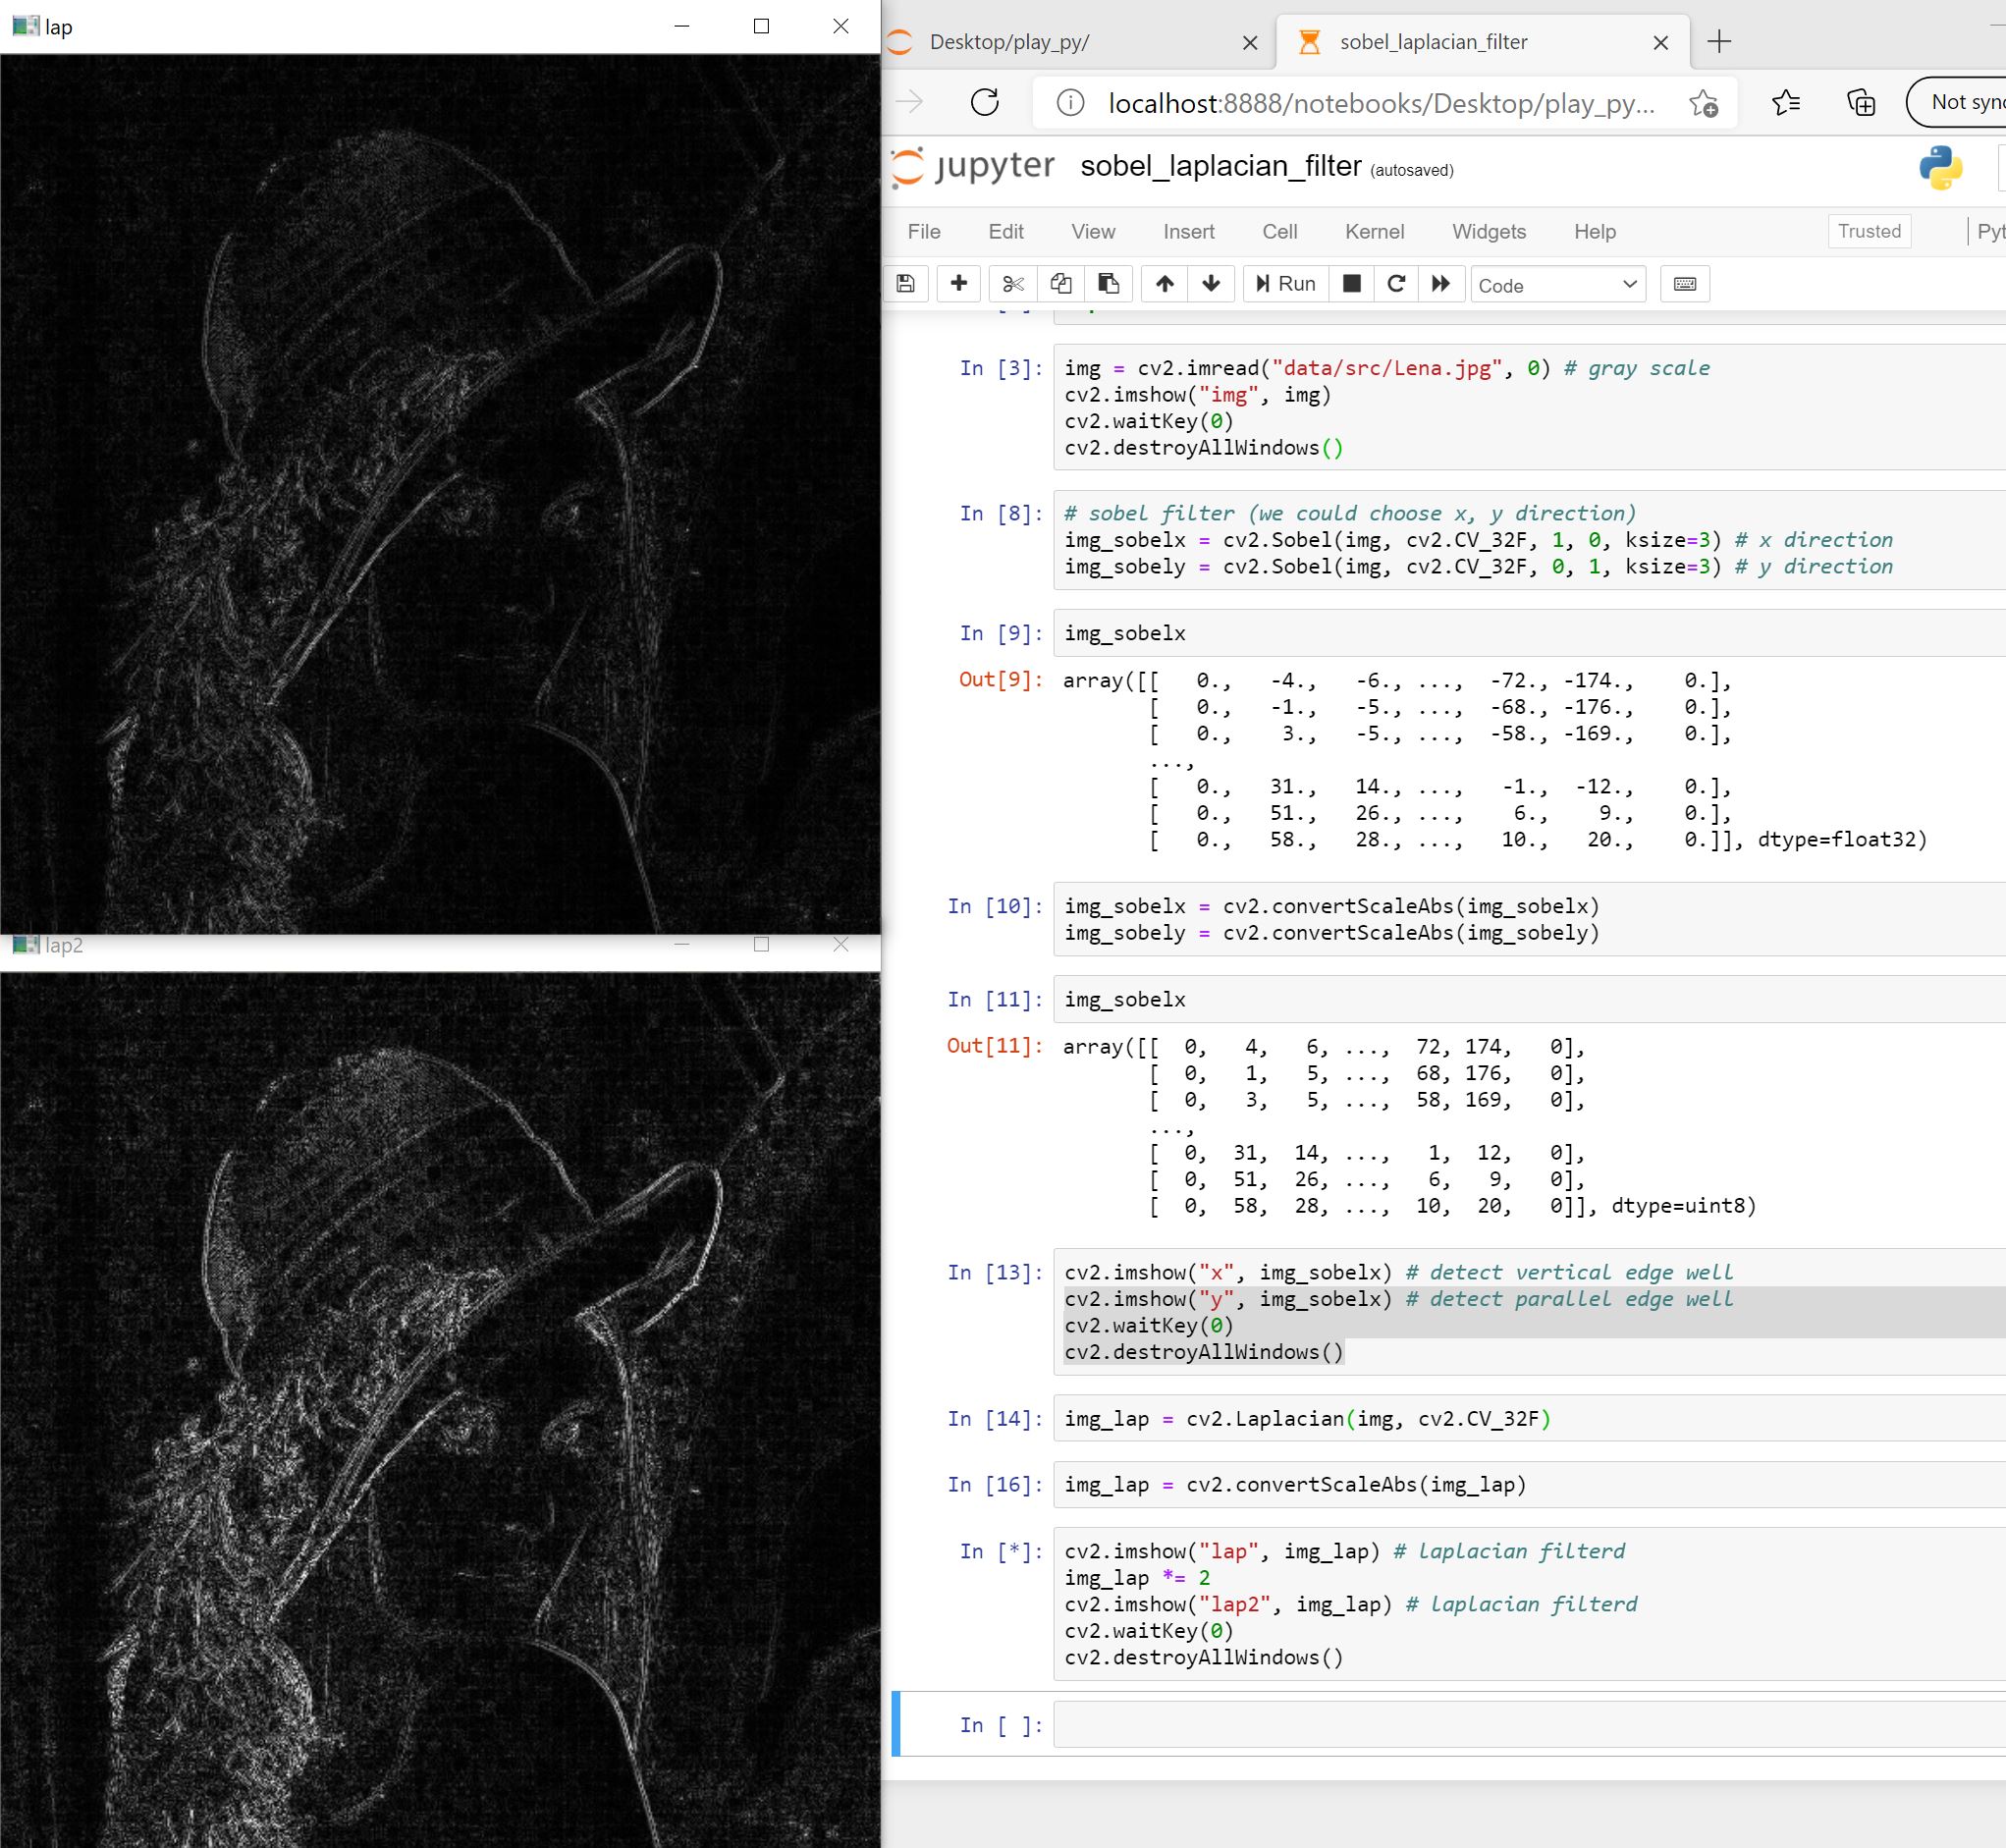 lap
lap2
Desktop/play_py/
sobel_laplacian_filter
localhost:8888/notebooks/Desktop/play_py...
Not sync
jupyter sobel_laplacian_filter (autosaved)
File Edit View Insert Cell Kernel Widgets Help Trusted
Run Code
In [3]: img = cv2.imread("data/src/Lena.jpg", 0) # gray scale
cv2.imshow("img", img)
cv2.waitKey(0)
cv2.destroyAllWindows()
In [8]: # sobel filter (we could choose x, y direction)
img_sobelx = cv2.Sobel(img, cv2.CV_32F, 1, 0, ksize=3) # x direction
img_sobely = cv2.Sobel(img, cv2.CV_32F, 0, 1, ksize=3) # y direction
In [9]: img_sobelx
Out[9]: array([[ 0., -4., -6., ..., -72., -174., 0.],
[ 0., -1., -5., ..., -68., -176., 0.],
[ 0., 3., -5., ..., -58., -169., 0.],
...,
[ 0., 31., 14., ..., -1., -12., 0.],
[ 0., 51., 26., ..., 6., 9., 0.],
[ 0., 58., 28., ..., 10., 20., 0.]], dtype=float32)
In [10]: img_sobelx = cv2.convertScaleAbs(img_sobelx)
img_sobely = cv2.convertScaleAbs(img_sobely)
In [11]: img_sobelx
Out[11]: array([[ 0, 4, 6, ..., 72, 174, 0],
[ 0, 1, 5, ..., 68, 176, 0],
[ 0, 3, 5, ..., 58, 169, 0],
...,
[ 0, 31, 14, ..., 1, 12, 0],
[ 0, 51, 26, ..., 6, 9, 0],
[ 0, 58, 28, ..., 10, 20, 0]], dtype=uint8)
In [13]: cv2.imshow("x", img_sobelx) # detect vertical edge well
cv2.imshow("y", img_sobelx) # detect parallel edge well
cv2.waitKey(0)
cv2.destroyAllWindows()
In [14]: img_lap = cv2.Laplacian(img, cv2.CV_32F)
In [16]: img_lap = cv2.convertScaleAbs(img_lap)
In [*]: cv2.imshow("lap", img_lap) # laplacian filterd
img_lap *= 2
cv2.imshow("lap2", img_lap) # laplacian filterd
cv2.waitKey(0)
cv2.destroyAllWindows()
In [ ]: